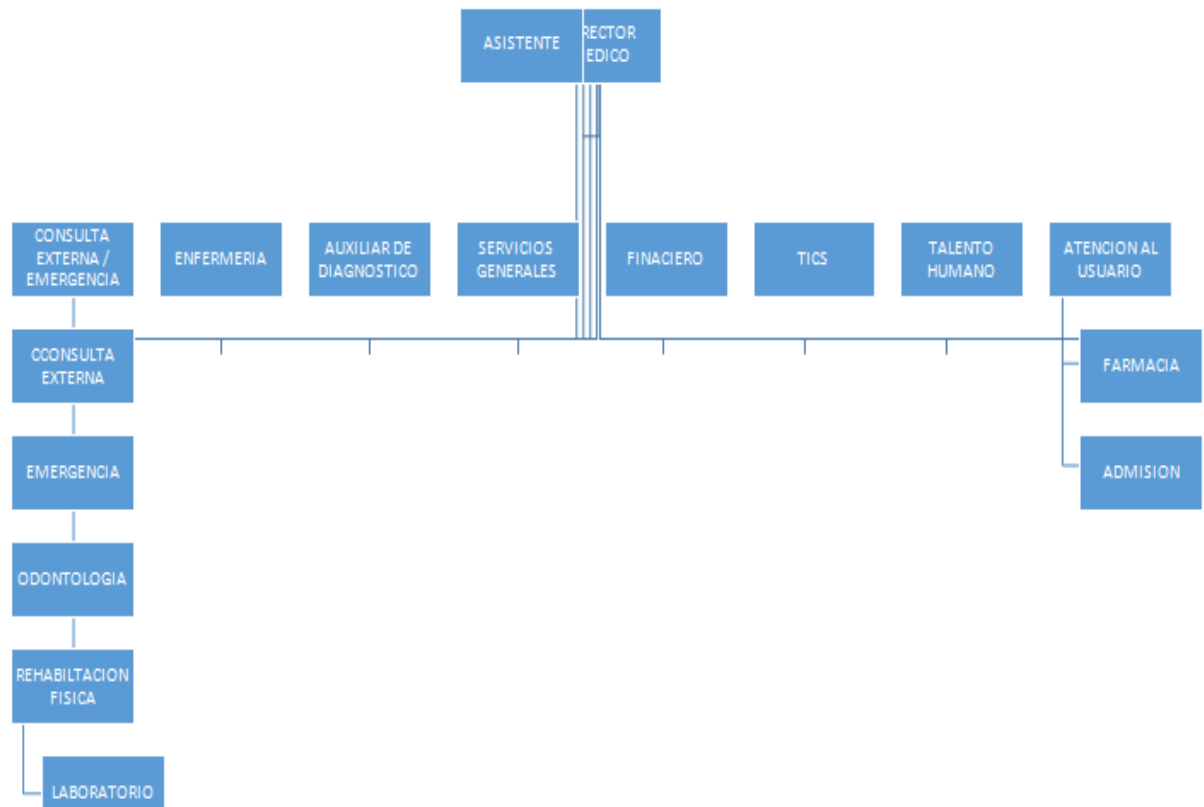 ASISTENTE
RECTOR
EDICO
CONSULTA
EXTERNA /
EMERGENCIA
ENFERMERIA
AUXILIAR DE
DIAGNOSTICO
SERVICIOS
GENERALES
FINACIERO
TICS
TALENTO
HUMANO
ATENCION AL
USUARIO
CCONSULTA
EXTERNA
FARMACIA
EMERGENCIA
ADMISION
ODONTOLOGIA
REHABILTACION
FISICA
LABORATORIO